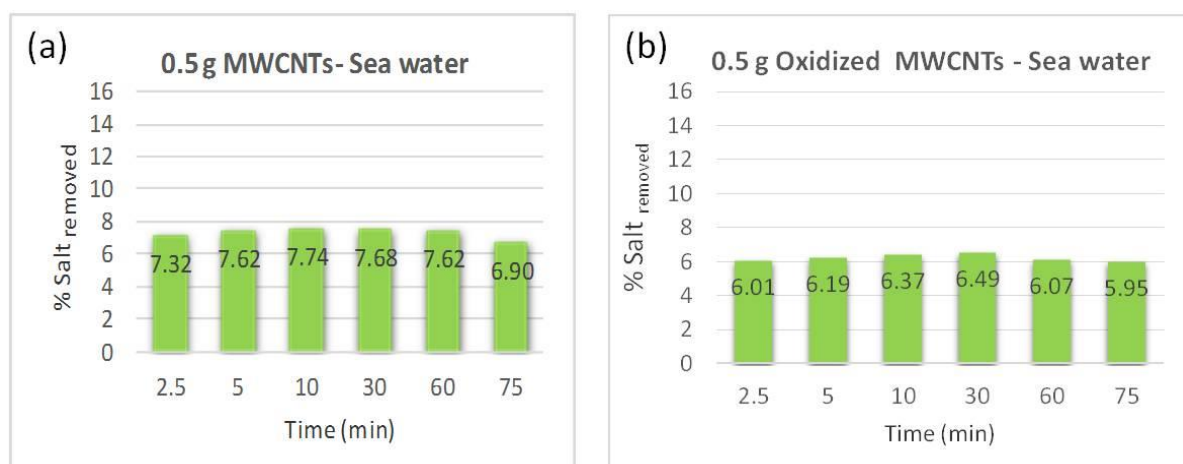 (a)
0.5 g MWCNTs- Sea water
% Salt removed
16
14
12
10
8
6
4
2
0
7.32 7.62 7.74 7.68 7.62 6.90
2.5 5 10 30 60 75
Time (min)
(b)
0.5 g Oxidized MWCNTs - Sea water
% Salt removed
16
14
12
10
8
6
4
2
0
6.01 6.19 6.37 6.49 6.07 5.95
2.5 5 10 30 60 75
Time (min)